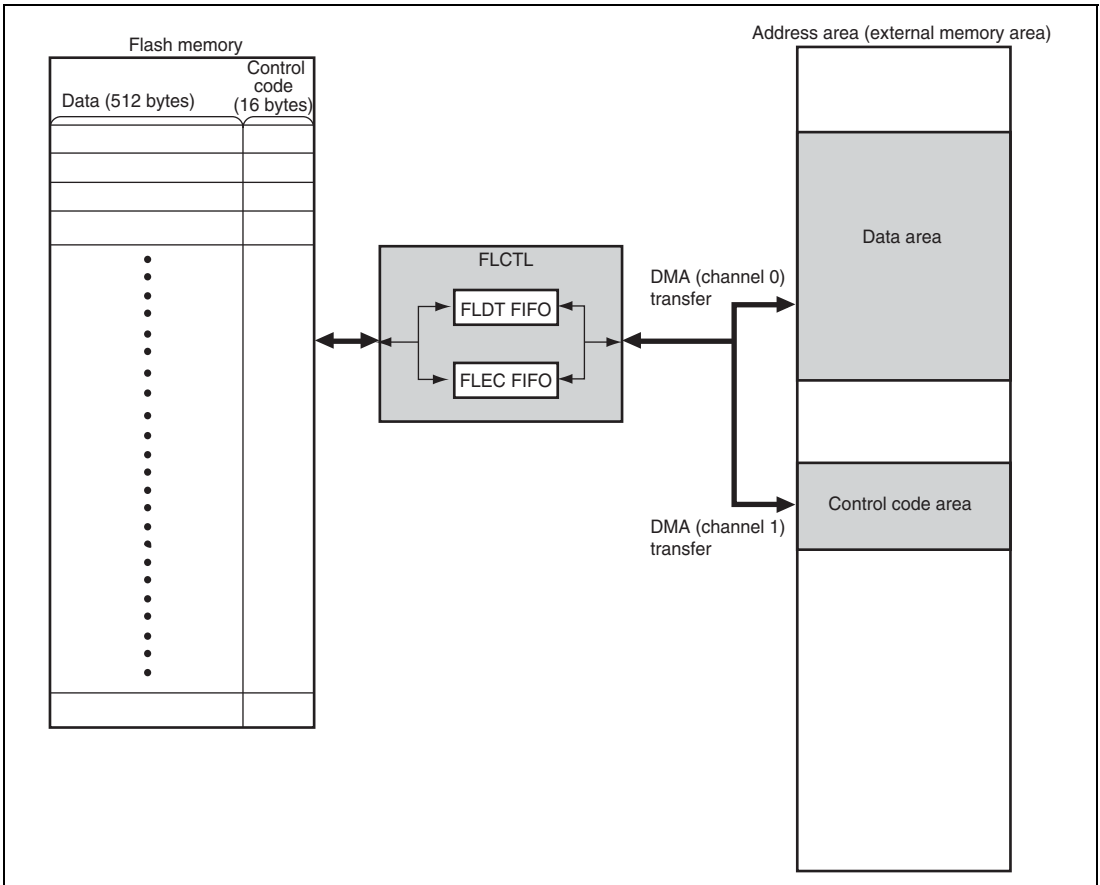 Flash memory
Control
code
(16 bytes)
Data (512 bytes)
FLCTL
FLDT FIFO
FLEC FIFO
DMA (channel 0)
transfer
DMA (channel 1)
transfer
Address area (external memory area)
Data area
Control code area